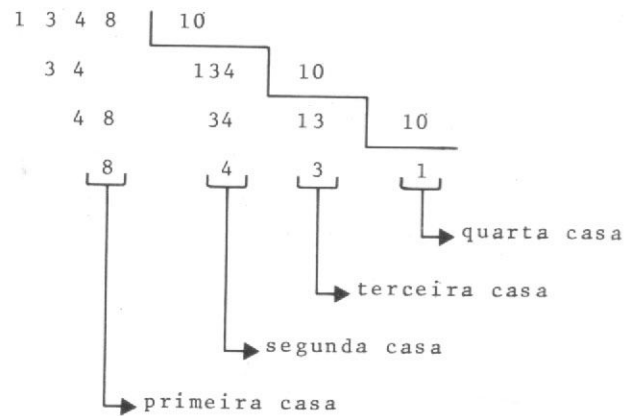 1 3 4 8 10
3 4 134 10
4 8 34 13 10
8 4 3 1
quarta casa
terceira casa
segunda casa
primeira casa